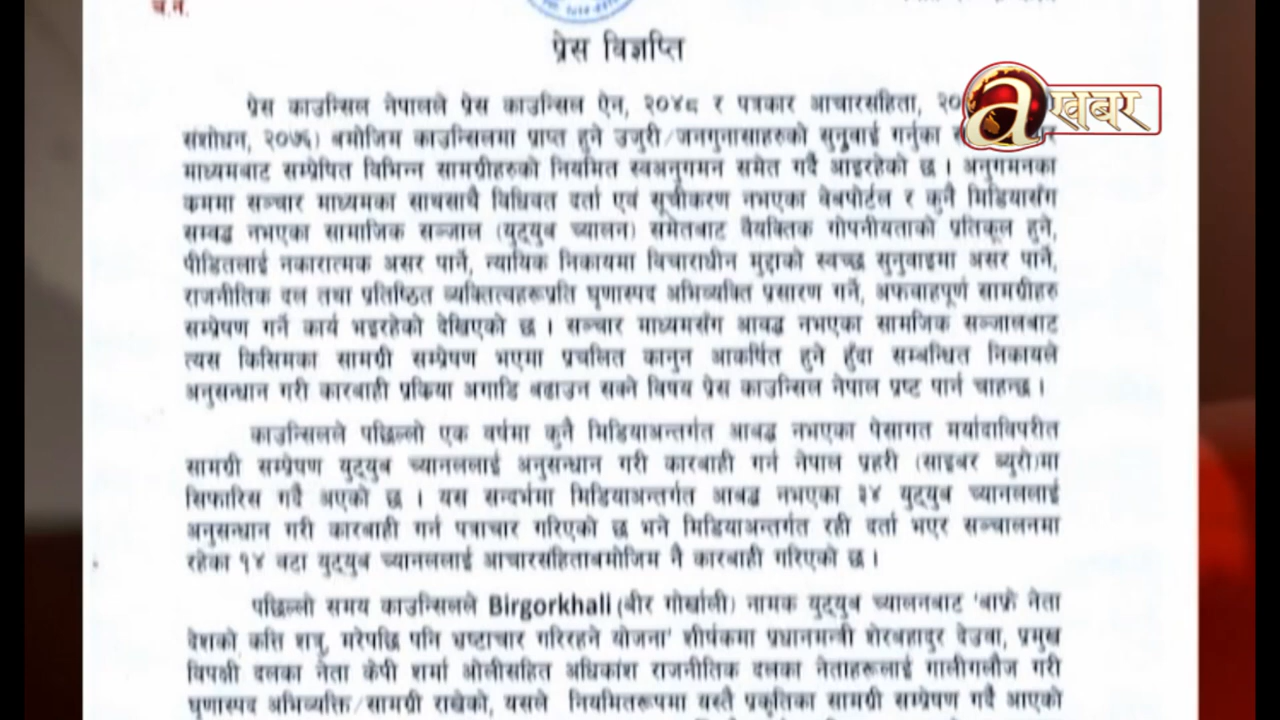 च.नं.
प्रेस विज्ञप्ति
a खबर
प्रेस काउन्सिल नेपालले प्रेस काउन्सिल ऐन, २०४८ र पत्रकार आचारसंहिता, २०
संशोधन, २०७६) बमोजिम काउन्सिलमा प्राप्त हुने उजुरी/जनगुनासाहरुको सुनुवाई गर्नुका
माध्यमबाट सम्प्रेषित विभिन्न सामग्रीहरुको नियमित स्वअनुगमन समेत गर्दै आइरहेको छ । अनुगमनका
क्रममा सञ्चार माध्यमका साथसाथै विधिवत दर्ता एवं सूचीकरण नभएका वेबपोर्टल र कुनै मिडियासँग
सम्वद्ध नभएका सामाजिक सञ्जाल (युट्युब च्यालन) समेतबाट वैयक्तिक गोपनीयताको प्रतिकूल हुने,
पीडितलाई नकारात्मक असर पार्ने, न्यायिक निकायमा विचाराधीन मुद्दाको स्वच्छ सुनुवाइमा असर पार्ने,
राजनीतिक दल तथा प्रतिष्ठित व्यक्तित्वहरूप्रति घृणास्पद अभिव्यक्ति प्रसारण गर्ने, अफवाहपूर्ण सामग्रीहरु
सम्प्रेषण गर्ने कार्य भइरहेको देखिएको छ । सञ्चार माध्यमसँग आवद्ध नभएका सामजिक सञ्जालबाट
त्यस किसिमका सामग्री सम्प्रेषण भएमा प्रचलित कानुन आकर्षित हुने हुँदा सम्बन्धित निकायले
अनुसन्धान गरी कारबाही प्रक्रिया अगाडि बढाउन सक्ने विषय प्रेस काउन्सिल नेपाल प्रष्ट पार्न चाहन्छ ।
काउन्सिलले पछिल्लो एक वर्षमा कुनै मिडियाअन्तर्गत आबद्ध नभएका पेसागत मर्यादाविपरीत
सामग्री सम्प्रेषण युट्युब च्यानललाई अनुसन्धान गरी कारबाही गर्न नेपाल प्रहरी (साइबर ब्युरो)मा
सिफारिस गर्दै अएको छ । यस सन्दर्भमा मिडियाअन्तर्गत आबद्ध नभएका ३४ युट्युब च्यानललाई
अनुसन्धान गरी कारबाही गर्न पत्राचार गरिएको छ भने मिडियाअन्तर्गत रही दर्ता भएर सञ्चालनमा
रहेका १४ वटा युट्युब च्यानललाई आचारसंहिताबमोजिम नै कारबाही गरिएको छ ।
पछिल्लो समय काउन्सिलले Birgorkhali (बीर गोर्खाली) नामक युट्युब च्यालनबाट 'बाफ्रे नेता
देशको कति शत्रु, मरेपछि पनि भ्रष्टाचार गरिरहने योजना' शीर्षकमा प्रधानमन्त्री शेरबहादुर देउवा, प्रमुख
विपक्षी दलका नेता केपी शर्मा ओलीसहित अधिकांश राजनीतिक दलका नेताहरूलाई गालीगलौज गरी
घृणास्पद अभिव्यक्ति/सामग्री राखेको, यसले नियमितरूपमा यस्तै प्रकृतिका सामग्री सम्प्रेषण गर्दै आएको